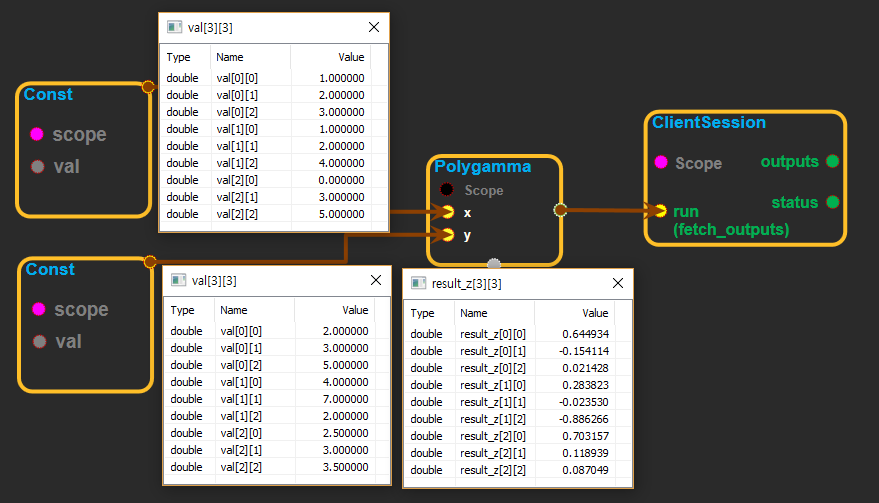 val[3][3]
Type Name Value
double val[0][0] 1.000000
double val[0][1] 2.000000
double val[0][2] 3.000000
double val[1][0] 1.000000
double val[1][1] 2.000000
double val[1][2] 4.000000
double val[2][0] 0.000000
double val[2][1] 3.000000
double val[2][2] 5.000000
Const
scope
val
Polygamma
Scope
x
y
ClientSession
Scope
outputs
status
run
(fetch_outputs)
Const
scope
val
val[3][3]
Type Name Value
double val[0][0] 2.000000
double val[0][1] 3.000000
double val[0][2] 5.000000
double val[1][0] 4.000000
double val[1][1] 7.000000
double val[1][2] 2.000000
double val[2][0] 2.500000
double val[2][1] 3.000000
double val[2][2] 3.500000
result_z[3][3]
Type Name Value
double result_z[0][0] 0.644934
double result_z[0][1] -0.154114
double result_z[0][2] 0.021428
double result_z[1][0] 0.283823
double result_z[1][1] -0.023530
double result_z[1][2] -0.886266
double result_z[2][0] 0.703157
double result_z[2][1] 0.118939
double result_z[2][2] 0.087049